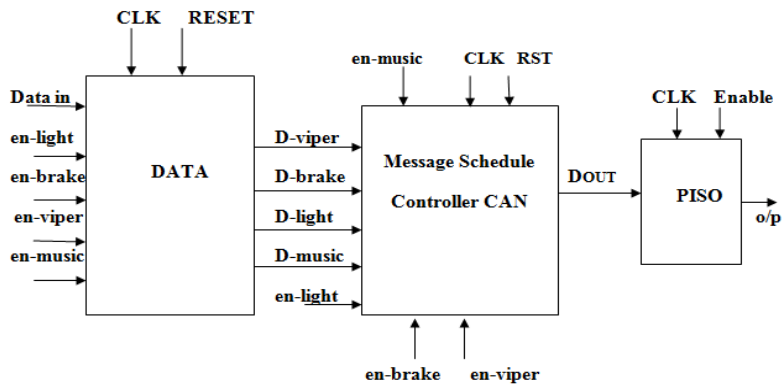 CLK RESET
Data in
en-light
en-brake
en-viper
en-music
DATA
D-viper
D-brake
D-light
D-music
en-light
en-music
CLK RST
Message Schedule
Controller CAN
en-brake en-viper
DOUT
CLK Enable
PISO
o/p